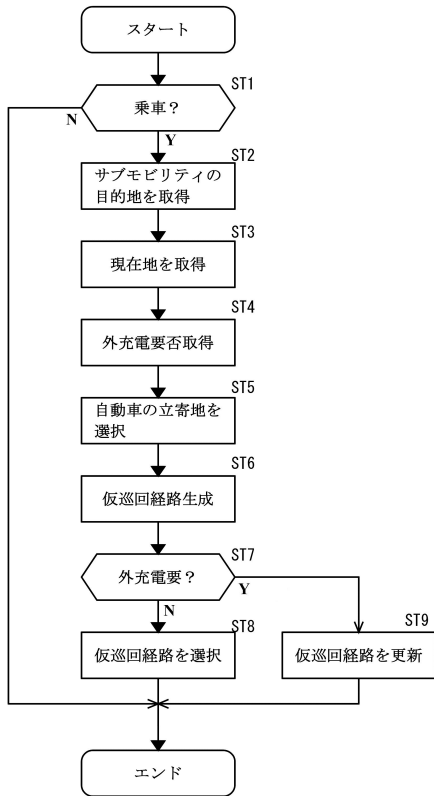 スタート
ST1
乗車？
N
Y
ST2
サブモビリティの
目的地を取得
ST3
現在地を取得
ST4
外充電要否取得
ST5
自動車の立寄地を
選択
ST6
仮巡回経路生成
ST7
外充電要？
Y
N
ST8
仮巡回経路を選択
ST9
仮巡回経路を更新
エンド